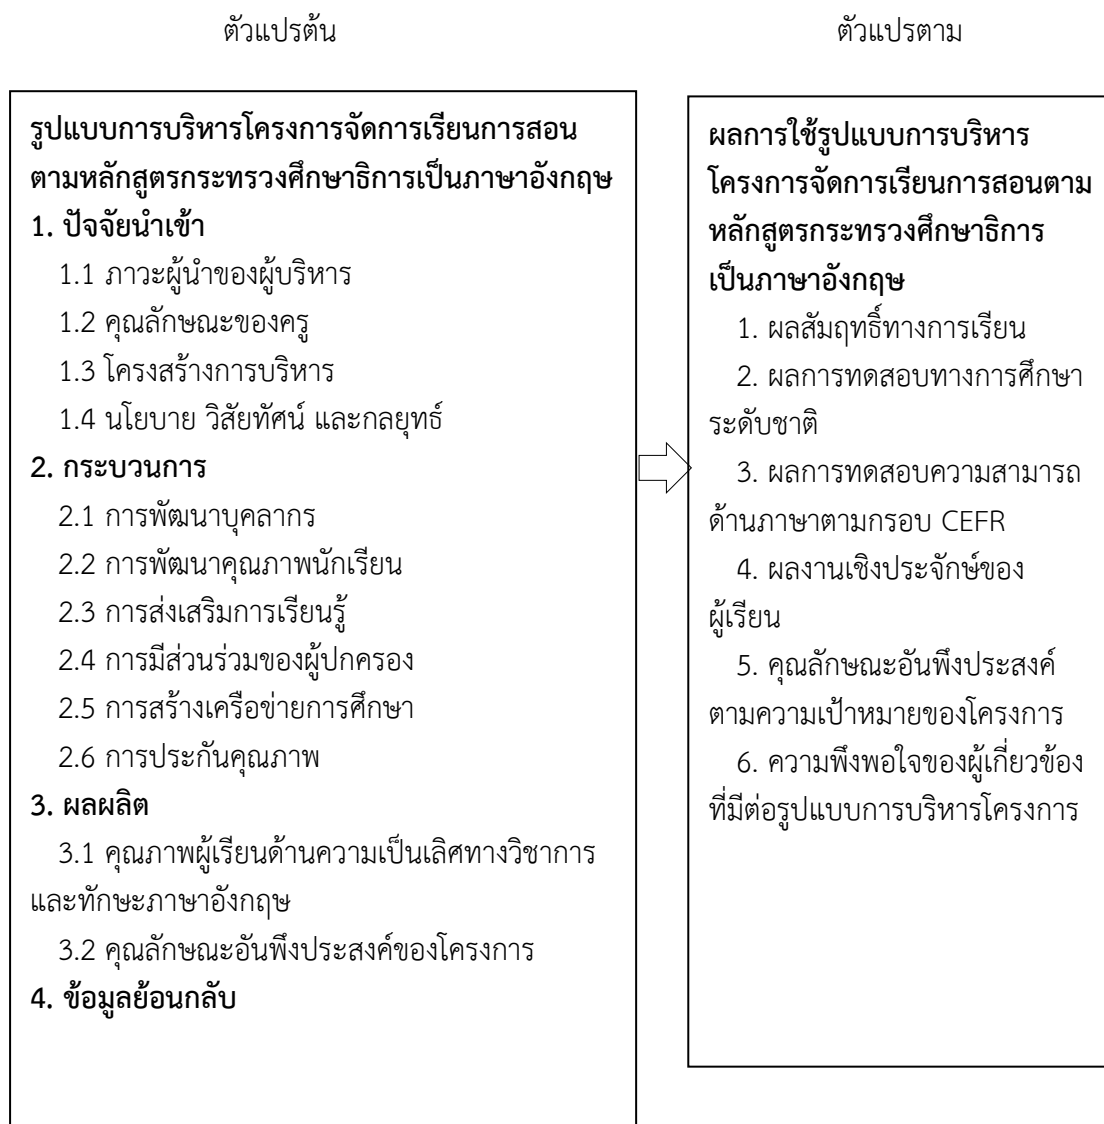 ตัวแปรต้น
ตัวแปรตาม
รูปแบบการบริหารโครงการจัดการเรียนการสอน
ตามหลักสูตรกระทรวงศึกษาธิการเป็นภาษาอังกฤษ
1. ปัจจัยนำเข้า
1.1 ภาวะผู้นำของผู้บริหาร
1.2 คุณลักษณะของครู
1.3 โครงสร้างการบริหาร
1.4 นโยบาย วิสัยทัศน์ และกลยุทธ์
2. กระบวนการ
2.1 การพัฒนาบุคลากร
2.2 การพัฒนาคุณภาพนักเรียน
2.3 การส่งเสริมการเรียนรู้
2.4 การมีส่วนร่วมของผู้ปกครอง
2.5 การสร้างเครือข่ายการศึกษา
2.6 การประกันคุณภาพ
3. ผลผลิต
3.1 คุณภาพผู้เรียนด้านความเป็นเลิศทางวิชาการ
และทักษะภาษาอังกฤษ
3.2 คุณลักษณะอันพึงประสงค์ของโครงการ
4. ข้อมูลย้อนกลับ
ผลการใช้รูปแบบการบริหาร
โครงการจัดการเรียนการสอนตาม
หลักสูตรกระทรวงศึกษาธิการ
เป็นภาษาอังกฤษ
1. ผลสัมฤทธิ์ทางการเรียน
2. ผลการทดสอบทางการศึกษา
ระดับชาติ
3. ผลการทดสอบความสามารถ
ด้านภาษาตามกรอบ CEFR
4. ผลงานเชิงประจักษ์ของ
ผู้เรียน
5. คุณลักษณะอันพึงประสงค์
ตามความเป้าหมายของโครงการ
6. ความพึงพอใจของผู้เกี่ยวข้อง
ที่มีต่อรูปแบบการบริหารโครงการ